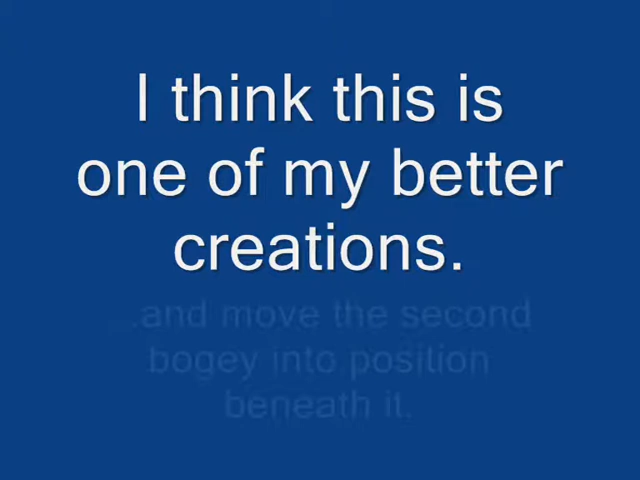 I think this is
one of my better
creations.
...and move the second
bogey into position
beneath it.